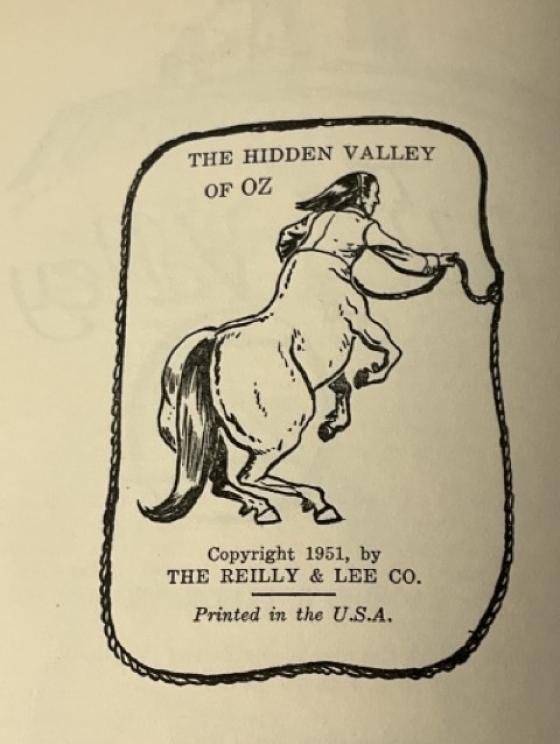 THE HIDDEN VALLEY
OF OZ
Copyright 1951, by
THE REILLY & LEE CO.
Printed in the U.S.A.